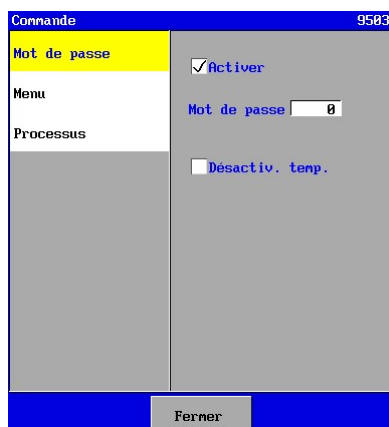 Commande 9503
Mot de passe
Menu
Processus
Activer
Mot de passe 0
Désactiv. temp.
Fermer